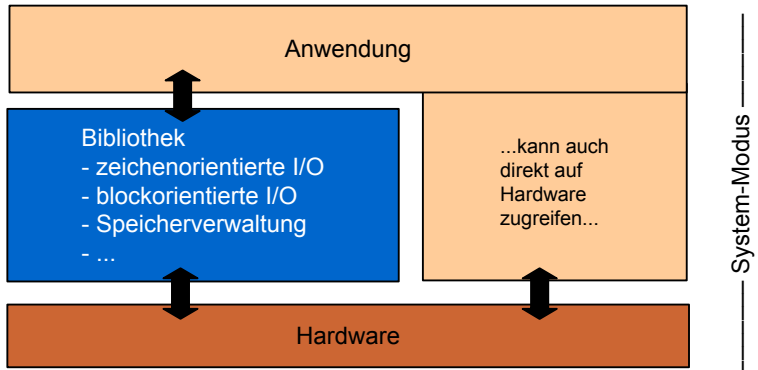 Anwendung
Bibliothek
- zeichenorientierte I/O
- blockorientierte I/O
- Speicherverwaltung
- ...
...kann auch
direkt auf
Hardware
zugreifen...
Hardware
System-Modus